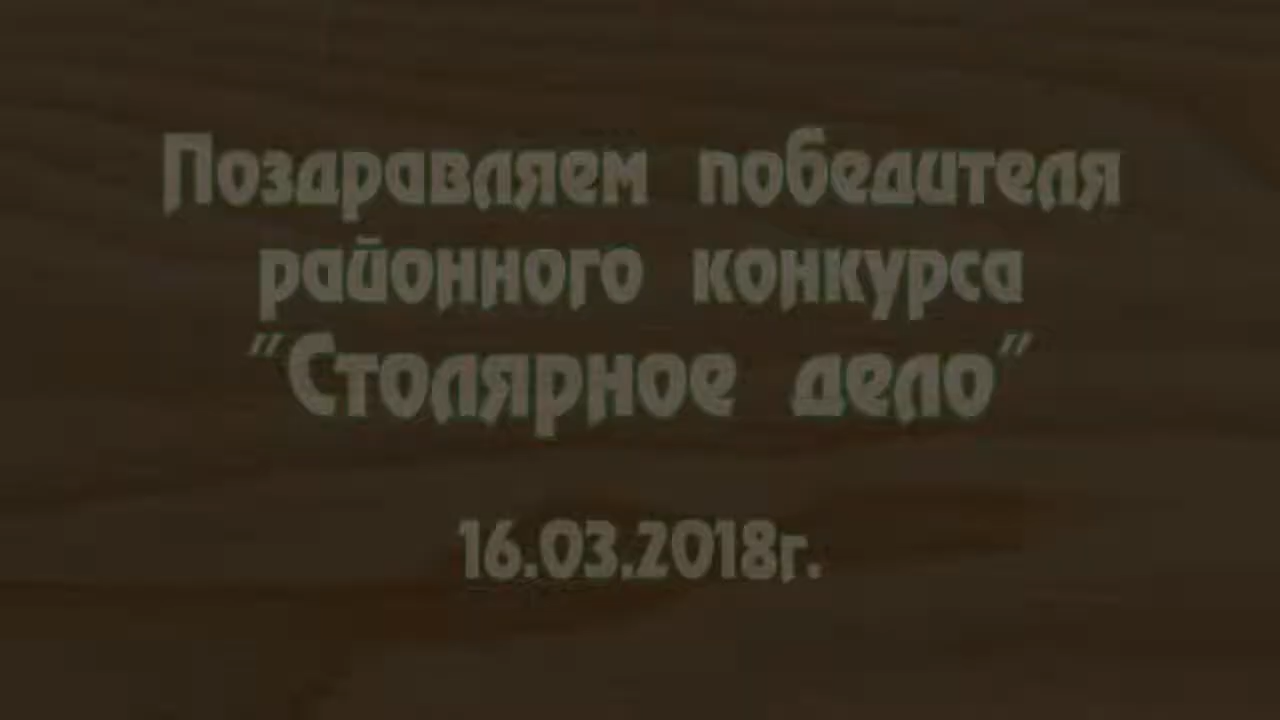 Поздравляем победителя
районного конкурса
"Столярное дело"
16.03.2018г.